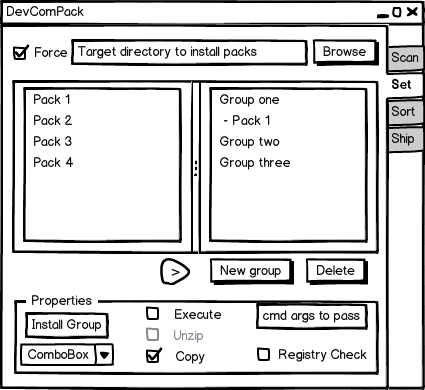 DevComPack
Force
Target directory to install packs
Browse
Scan
Set
Sort
Ship
Pack 1
Pack 2
Pack 3
Pack 4
Group one
- Pack 1
Group two
Group three
>
New group
Delete
Properties
Install Group
Execute
cmd args to pass
Unzip
ComboBox
Copy
Registry Check